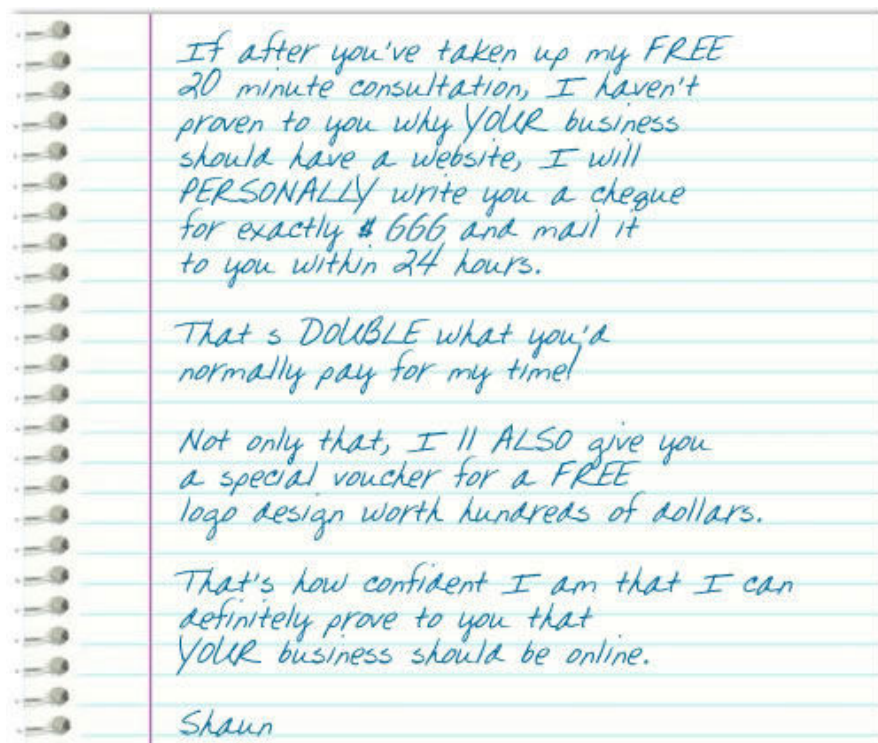 If after you've taken up my FREE
20 minute consultation, I haven't
proven to you why YOUR business
should have a website, I will
PERSONALLY write you a cheque
for exactly $ 666 and mail it
to you within 24 hours.
That s DOUBLE what you'd
normally pay for my time!
Not only that, I ll ALSO give you
a special voucher for a FREE
logo design worth hundreds of dollars.
That's how confident I am that I can
definitely prove to you that
YOUR business should be online.
Shaun